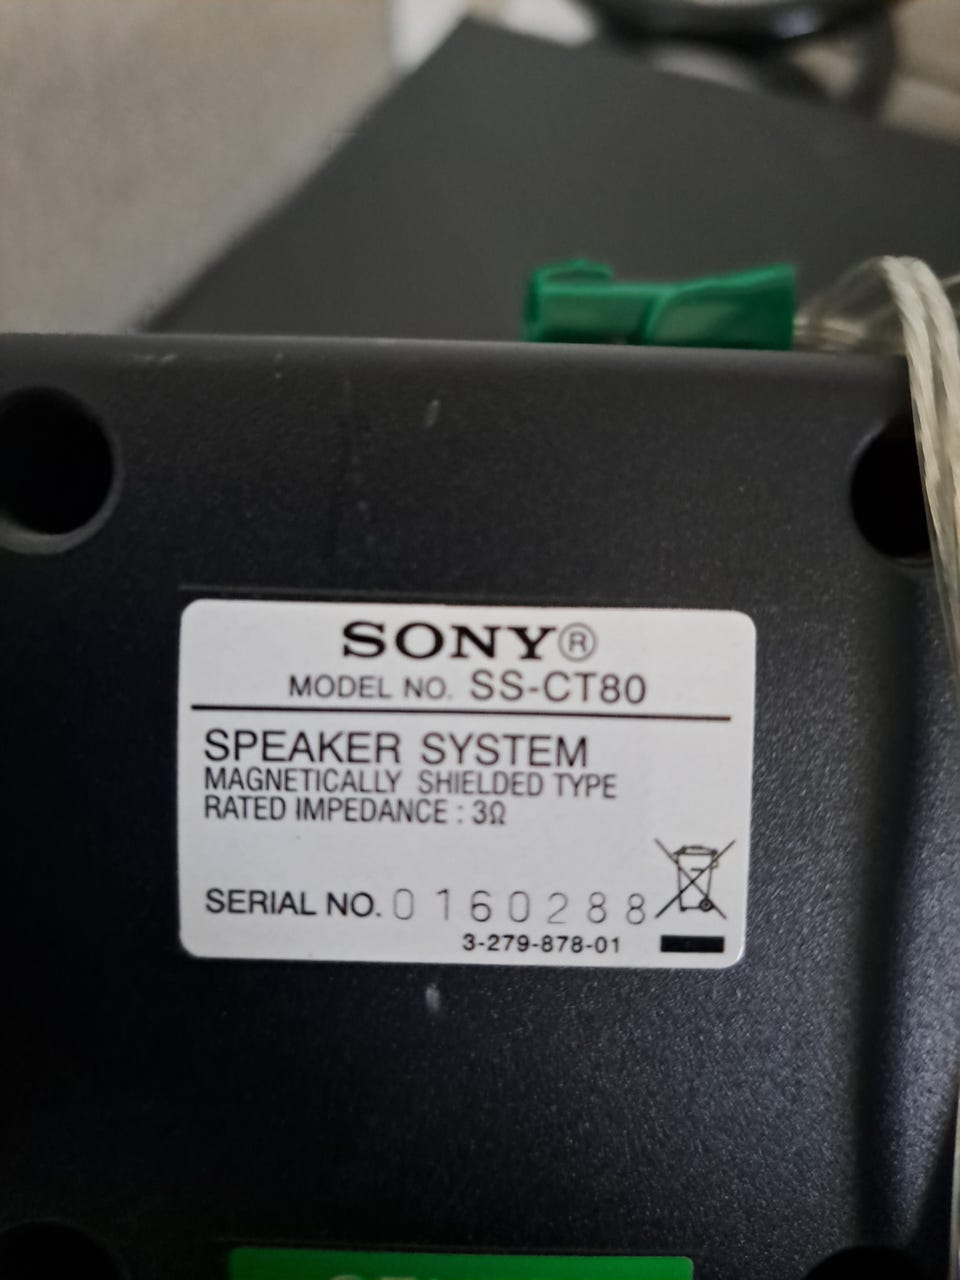 SONY®
MODEL NO. SS-CT80
SPEAKER SYSTEM
MAGNETICALLY SHIELDED TYPE
RATED IMPEDANCE : 3Ω
SERIAL NO. 0160288
3-279-878-01